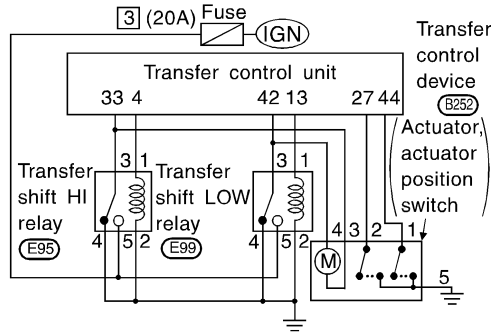 3 (20A) Fuse
IGN
Transfer control unit
33 4 42 13 27 44
Transfer
control
device
B252
Actuator,
actuator
position
switch
Transfer
shift HI
relay
E95
3 1
4 5 2
Transfer
shift LOW
relay
E99
3 1
4 5 2
4 3 2 1
M
5